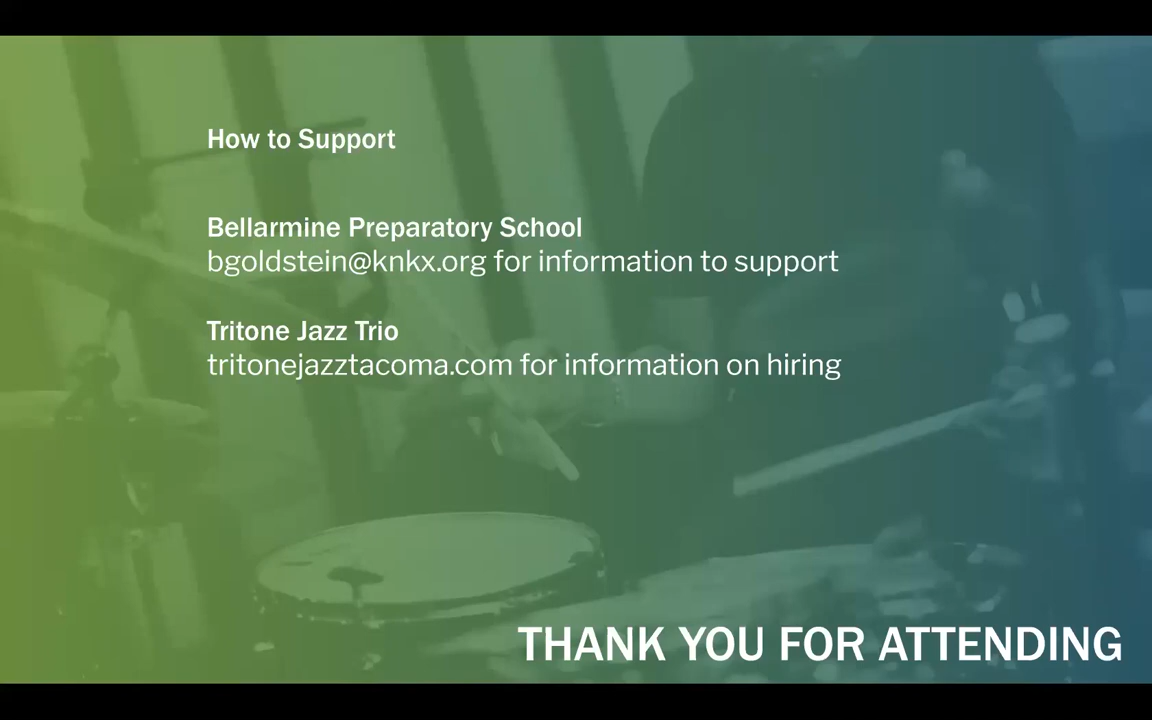 How to Support
Bellarmine Preparatory School
bgoldstein@knkx.org for information to support
Tritone Jazz Trio
tritonejazztacoma.com for information on hiring
THANK YOU FOR ATTENDING